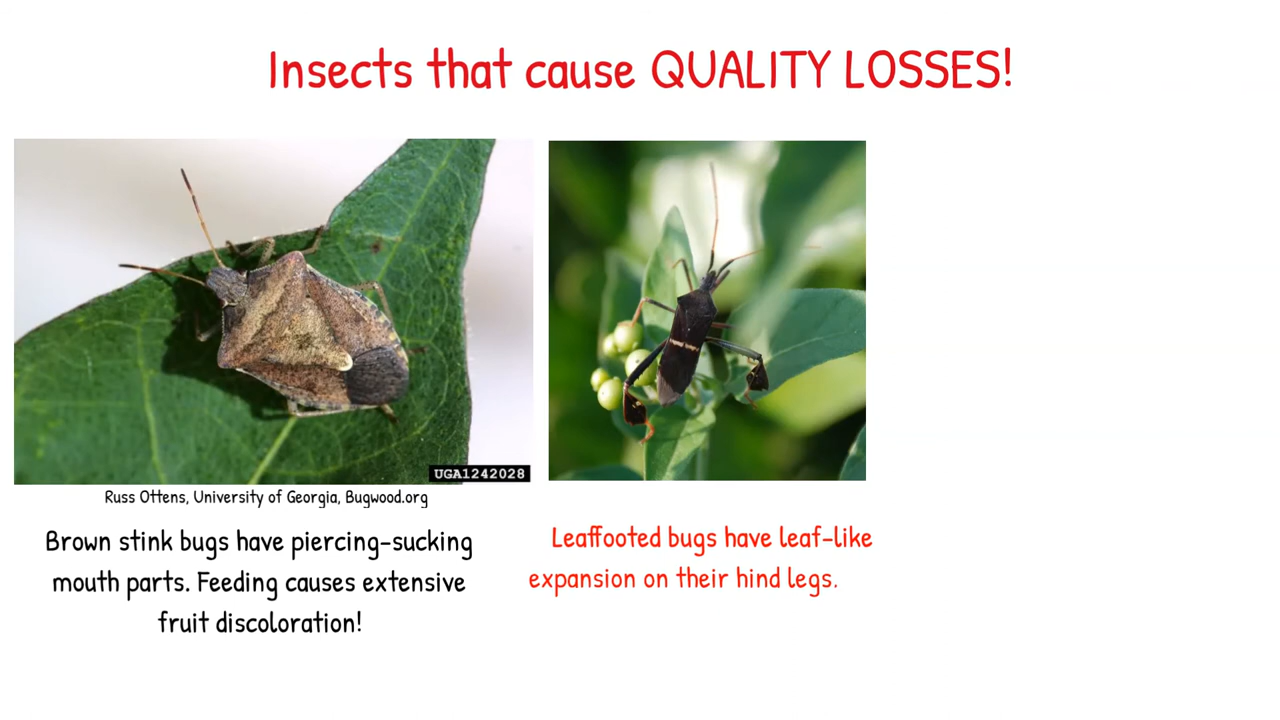 Insects that cause QUALITY LOSSES!
UGA1242028
Russ Ottens, University of Georgia, Bugwood.org
Brown stink bugs have piercing-sucking
mouth parts. Feeding causes extensive
fruit discoloration!
Leaffooted bugs have leaf-like
expansion on their hind legs.